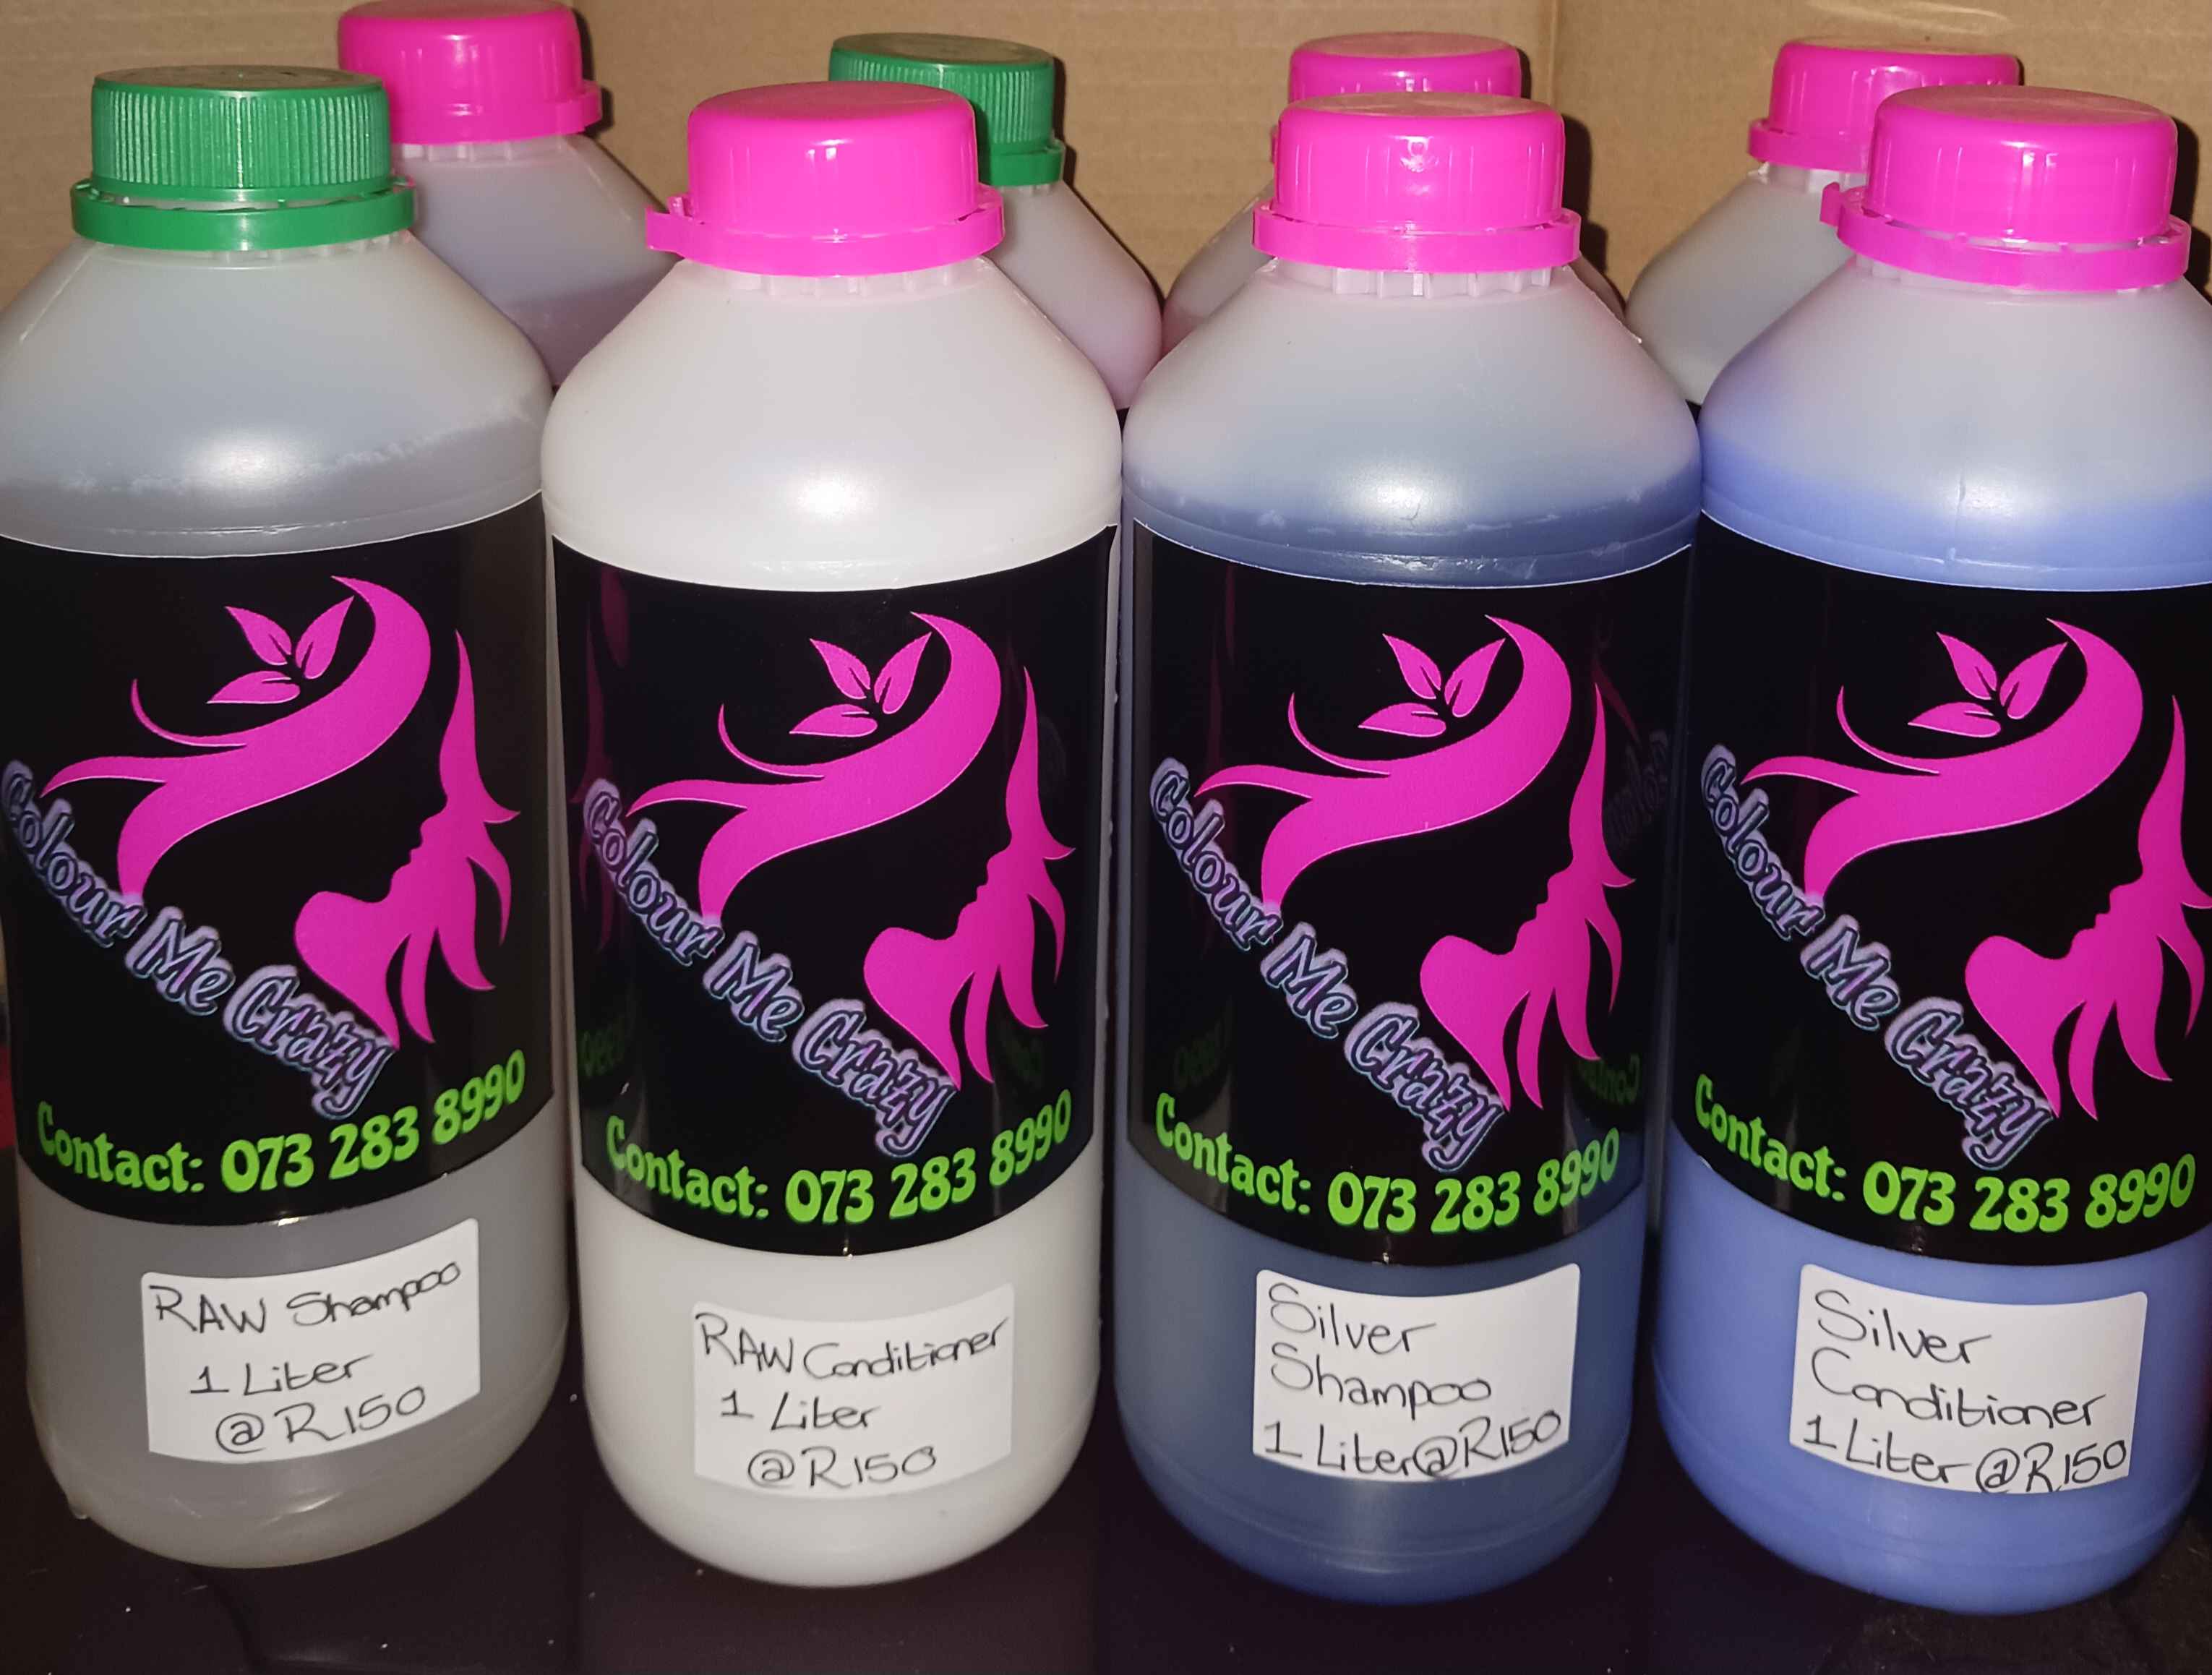 Colour Me Crazy
Contact: 073 283 8990
RAW Shampoo
1 Liter
@R150
Colour Me Crazy
Contact: 073 283 8990
RAW Conditioner
1 Liter
@R150
Colour Me Crazy
Contact: 073 283 8990
Silver
Shampoo
1 Liter@R150
Colour Me Crazy
Contact: 073 283 8990
Silver
Conditioner
1 Liter@R150